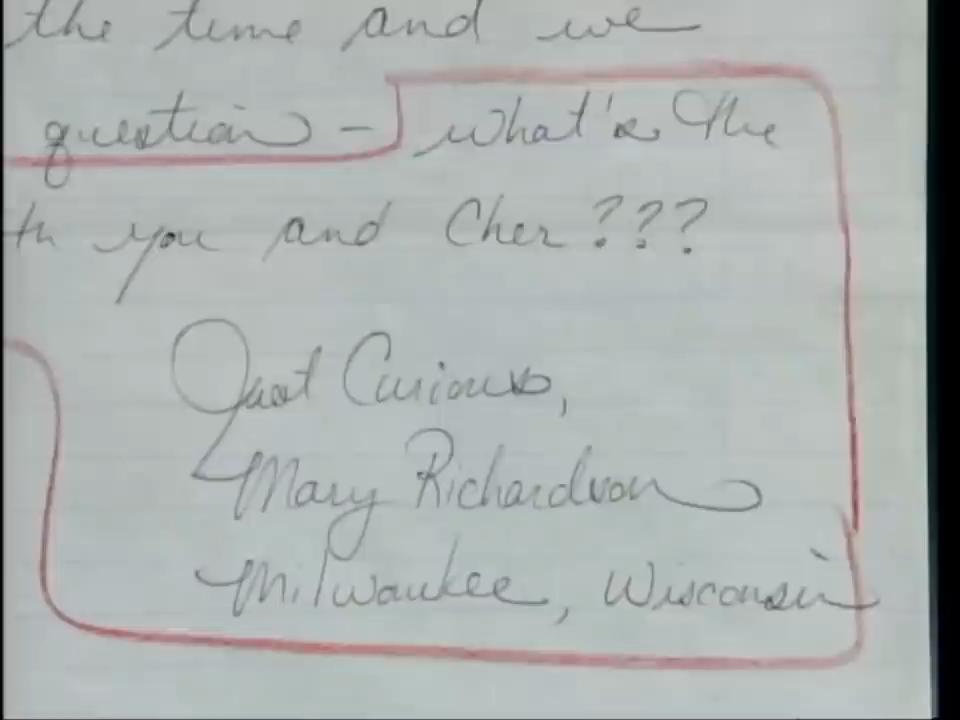 the time and we
question - what's the
th you and Cher???
Just Curious,
Mary Richardson
Milwaukee, Wisconsin